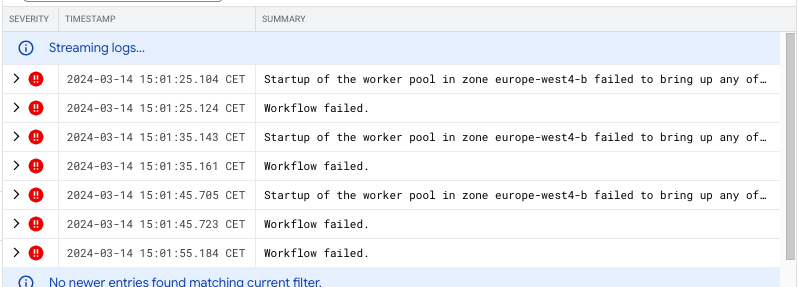 SEVERITY TIMESTAMP SUMMARY
Streaming logs...
2024-03-14 15:01:25.104 CET Startup of the worker pool in zone europe-west4-b failed to bring up any of…
2024-03-14 15:01:25.124 CET Workflow failed.
2024-03-14 15:01:35.143 CET Startup of the worker pool in zone europe-west4-b failed to bring up any of…
2024-03-14 15:01:35.161 CET Workflow failed.
2024-03-14 15:01:45.705 CET Startup of the worker pool in zone europe-west4-b failed to bring up any of…
2024-03-14 15:01:45.723 CET Workflow failed.
2024-03-14 15:01:55.184 CET Workflow failed.
No newer entries found matching current filter.